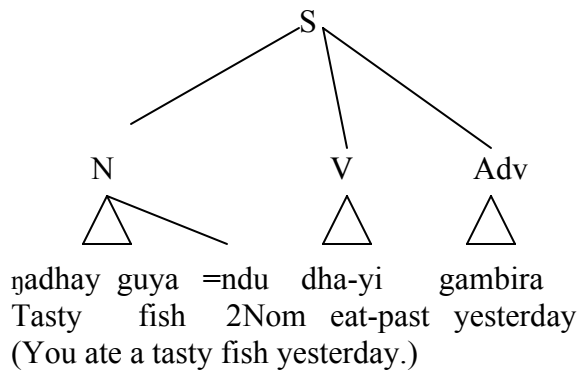 S
N V Adv
ŋadhay guya =ndu dha-yi gambira
Tasty fish 2Nom eat-past yesterday
(You ate a tasty fish yesterday.)